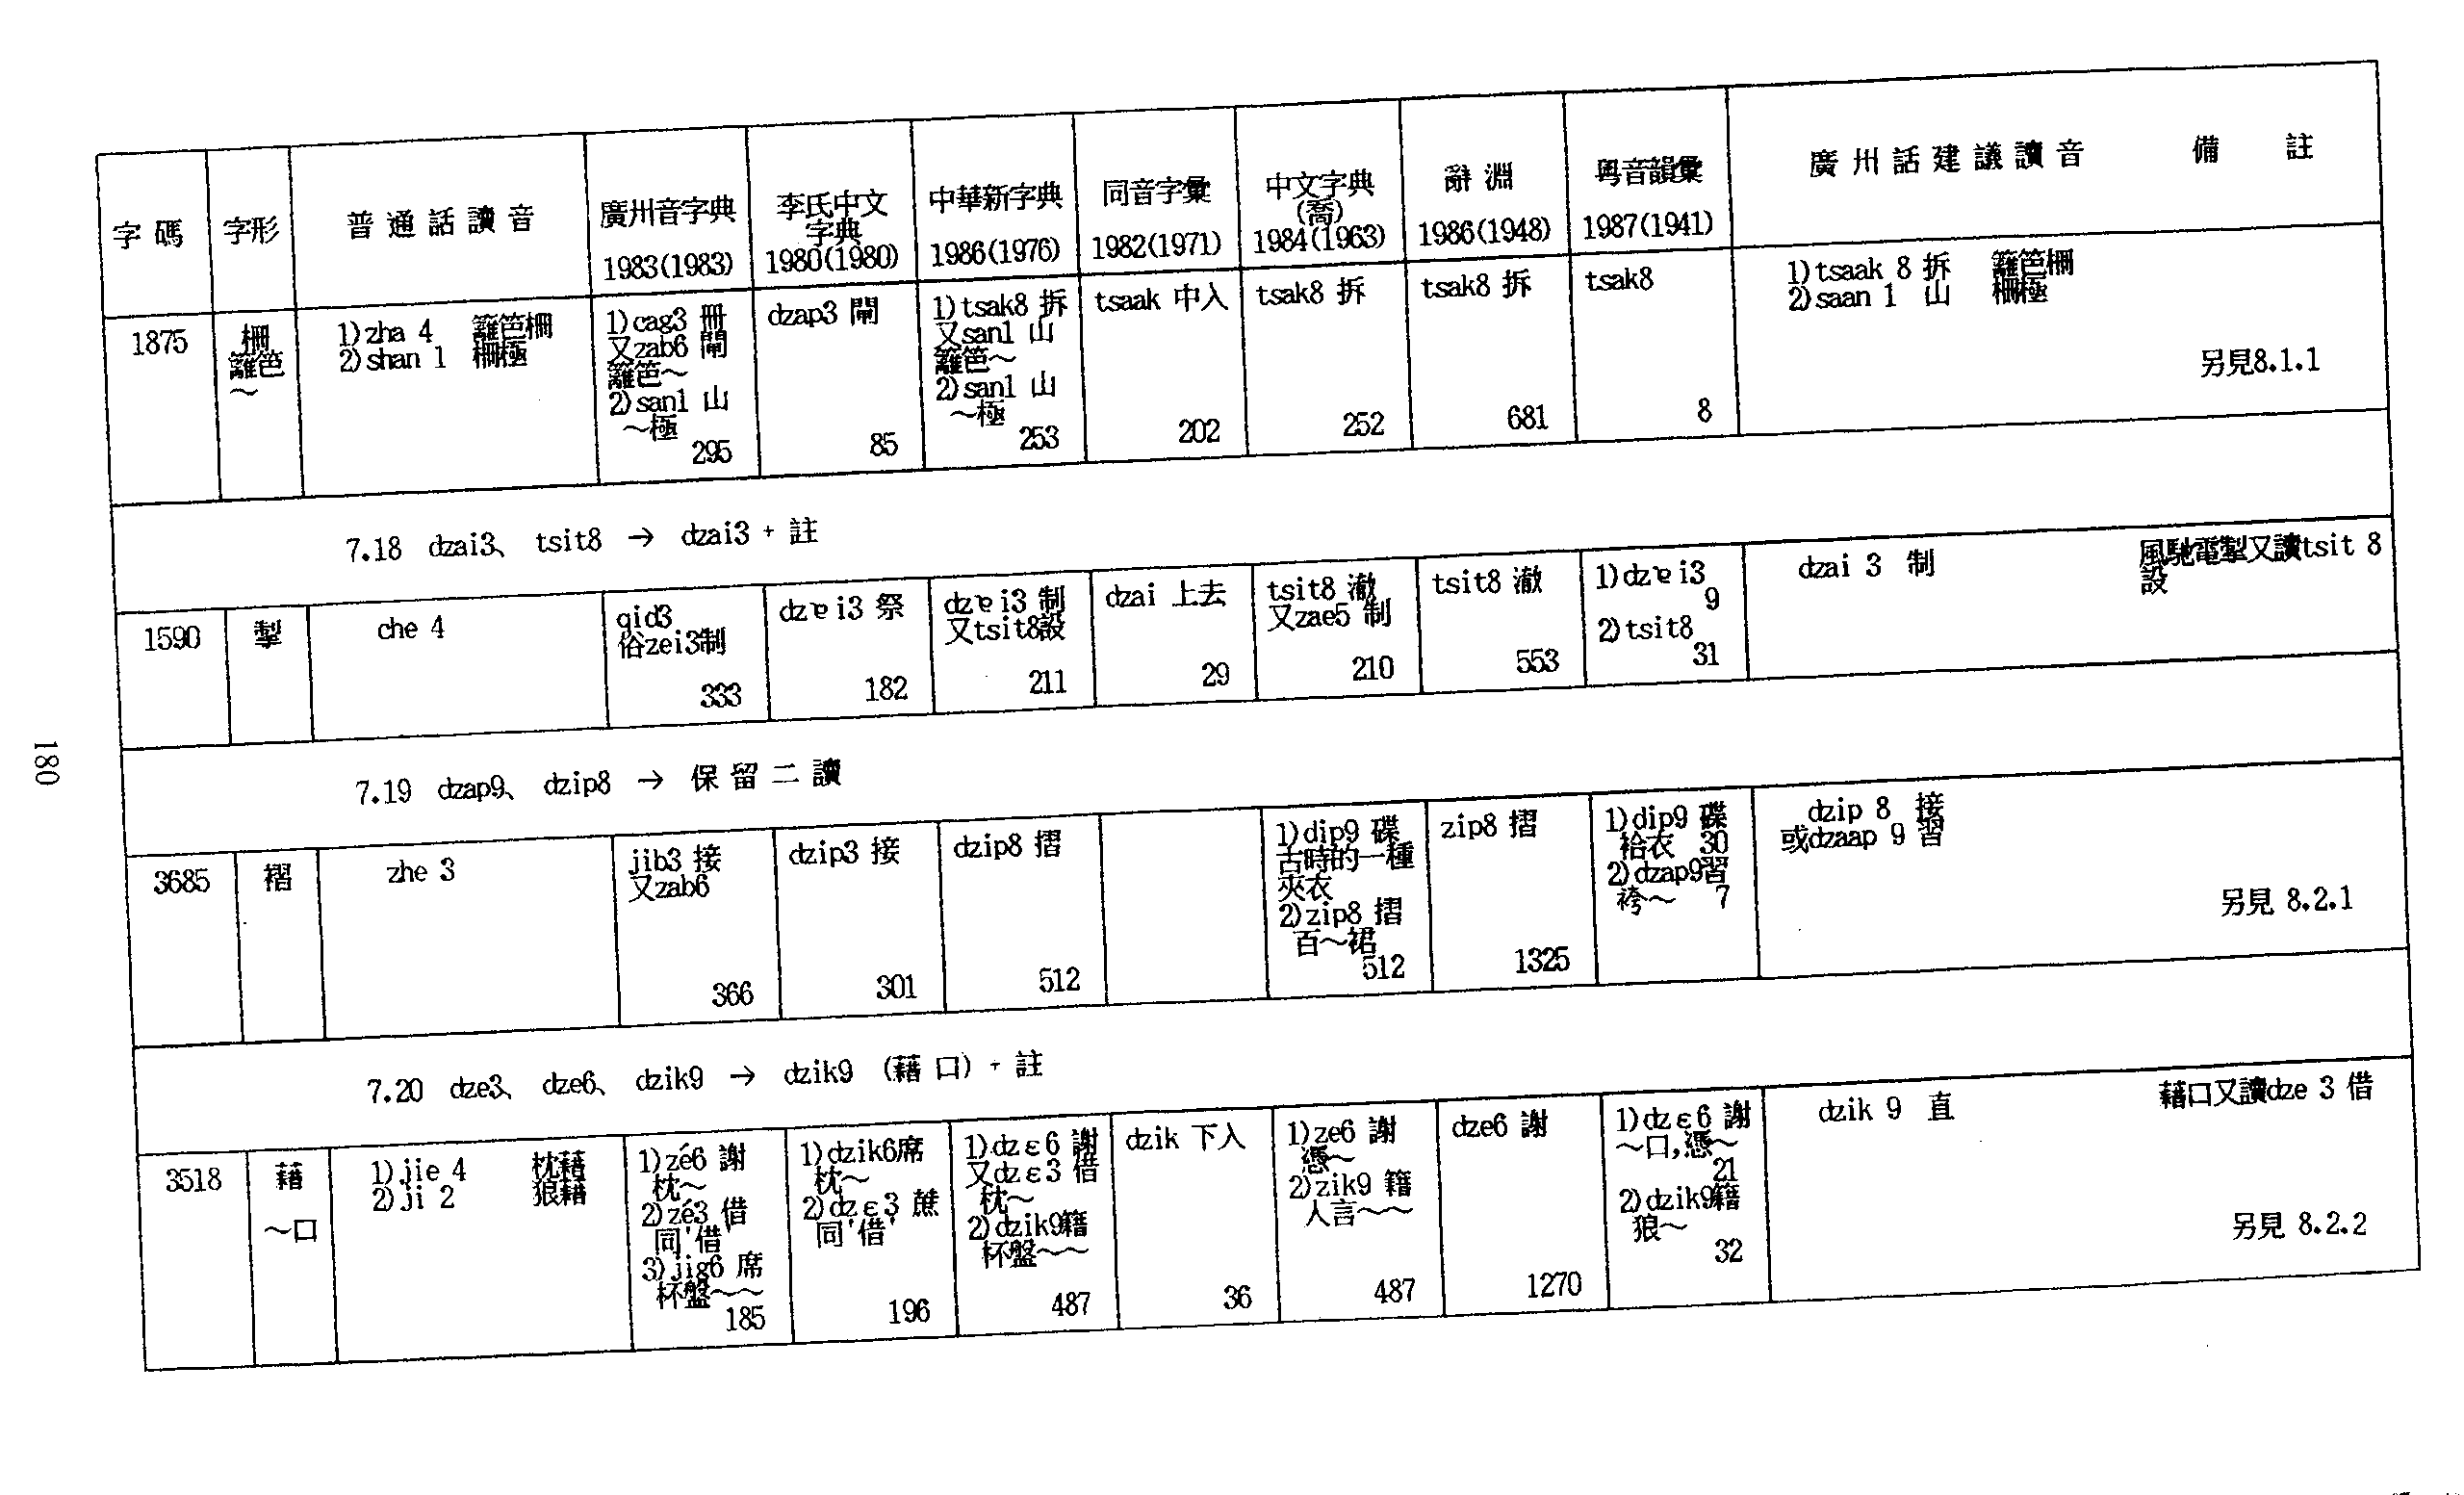 字 碼
字形
普 通 話 讀 音
廣州音字典
1983(1983)
李氏中文
字典
1980(1980)
中華新字典
1986(1976)
同音字彙
1982(1971)
中文字典
(喬)
1984(1963)
辭 淵
1986(1948)
粤音韻彙
1987(1941)
廣 州 話 建 議 讀 音
備 註
1875
柵
籬笆
～
1)zha 4 籬笆柵
2)shan 1 柵極
1)cag3 冊
又zab6 閘
籬笆～
2)san1 山
～極
295
dzap3 閘
85
1)tsak8 拆
又san1 山
籬笆～
2)san1 山
～極
253
tsaak 中入
202
tsak8 拆
252
tsak8 拆
681
tsak8
8
1)tsaak 8 拆 籬笆柵
2)saan 1 山 柵極
另見8.1.1
7.18 dzai3、 tsit8 → dzai3 + 註
1590
掣
che 4
qid3
俗zei3制
333
dzɐi3 祭
182
dzɐi3 制
又tsit8設
211
dzai 上去
29
tsit8 澈
又zae5 制
210
tsit8 澈
553
1)dzɐi3
9
2)tsit8
31
dzai 3 制
風馳電掣又讀tsit 8
設
7.19 dzap9、 dzip8 → 保 留 二 讀
3685
褶
zhe 3
jib3 接
又zab6
366
dzip3 接
301
dzip8 摺
512
1)dip9 碟
古時的一種
夾衣
2)zip8 摺
百～裙
512
zip8 摺
1325
1)dip9 碟
袷衣 30
2)dzap9習
袴～ 7
dzip 8 接
或dzaap 9 習
另見 8.2.1
7.20 dze3、 dze6、 dzik9 → dzik9 (藉 口) + 註
3518
藉
～口
1)jie 4 枕藉
2)ji 2 狼藉
1)zé6 謝
枕～
2)zé3 借
同'借'
3)jig6 席
杯盤～～
185
1)dzik6席
枕～
2)dzε3 蔗
同'借'
196
1)dzε6 謝
又dzε3 借
枕～
2)dzik9籍
杯盤～～
487
dzik 下入
36
1)ze6 謝
憑～
2)zik9 籍
人言～～
487
dze6 謝
1270
1)dzε6 謝
～口,憑～
21
2)dzik9籍
狼～
32
dzik 9 直
藉口又讀dze 3 借
另見 8.2.2
180